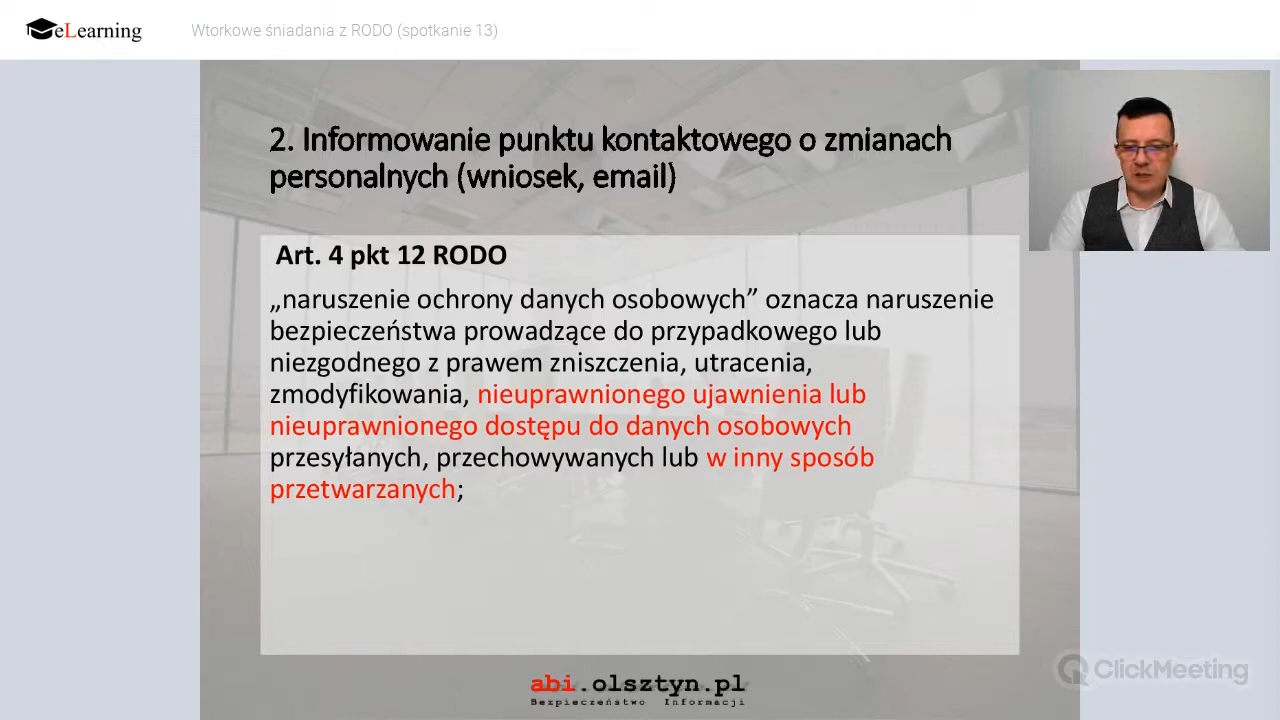 eLearning
Wtorkowe śniadania z RODO (spotkanie 13)
2. Informowanie punktu kontaktowego o zmianach
personalnych (wniosek, email)
Art. 4 pkt 12 RODO
„naruszenie ochrony danych osobowych” oznacza naruszenie
bezpieczeństwa prowadzące do przypadkowego lub
niezgodnego z prawem zniszczenia, utracenia,
zmodyfikowania, nieuprawnionego ujawnienia lub
nieuprawnionego dostępu do danych osobowych
przesyłanych, przechowywanych lub w inny sposób
przetwarzanych;
abi.olsztyn.pl
Bezpieczeństwo Informacji
ClickMeeting